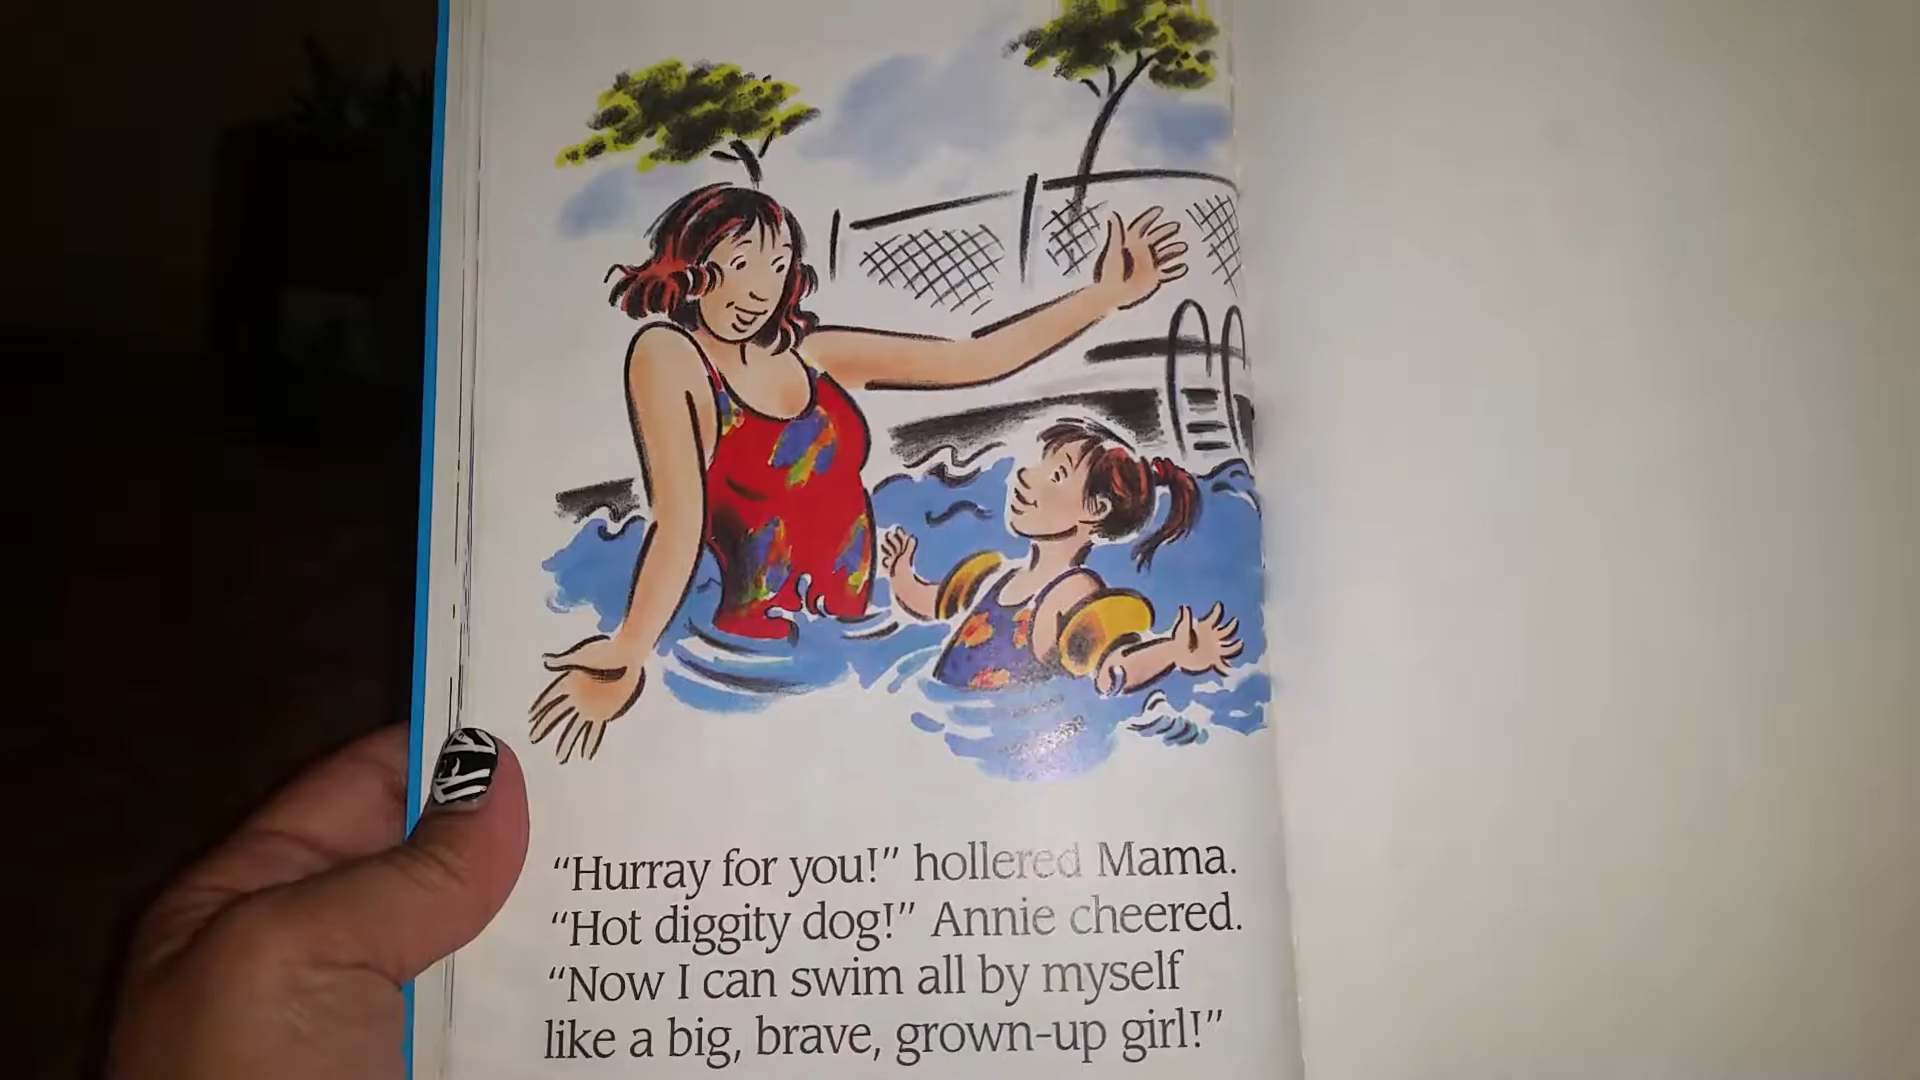 “Hurray for you!” hollered Mama.
“Hot diggity dog!” Annie cheered.
“Now I can swim all by myself
like a big, brave, grown-up girl!”